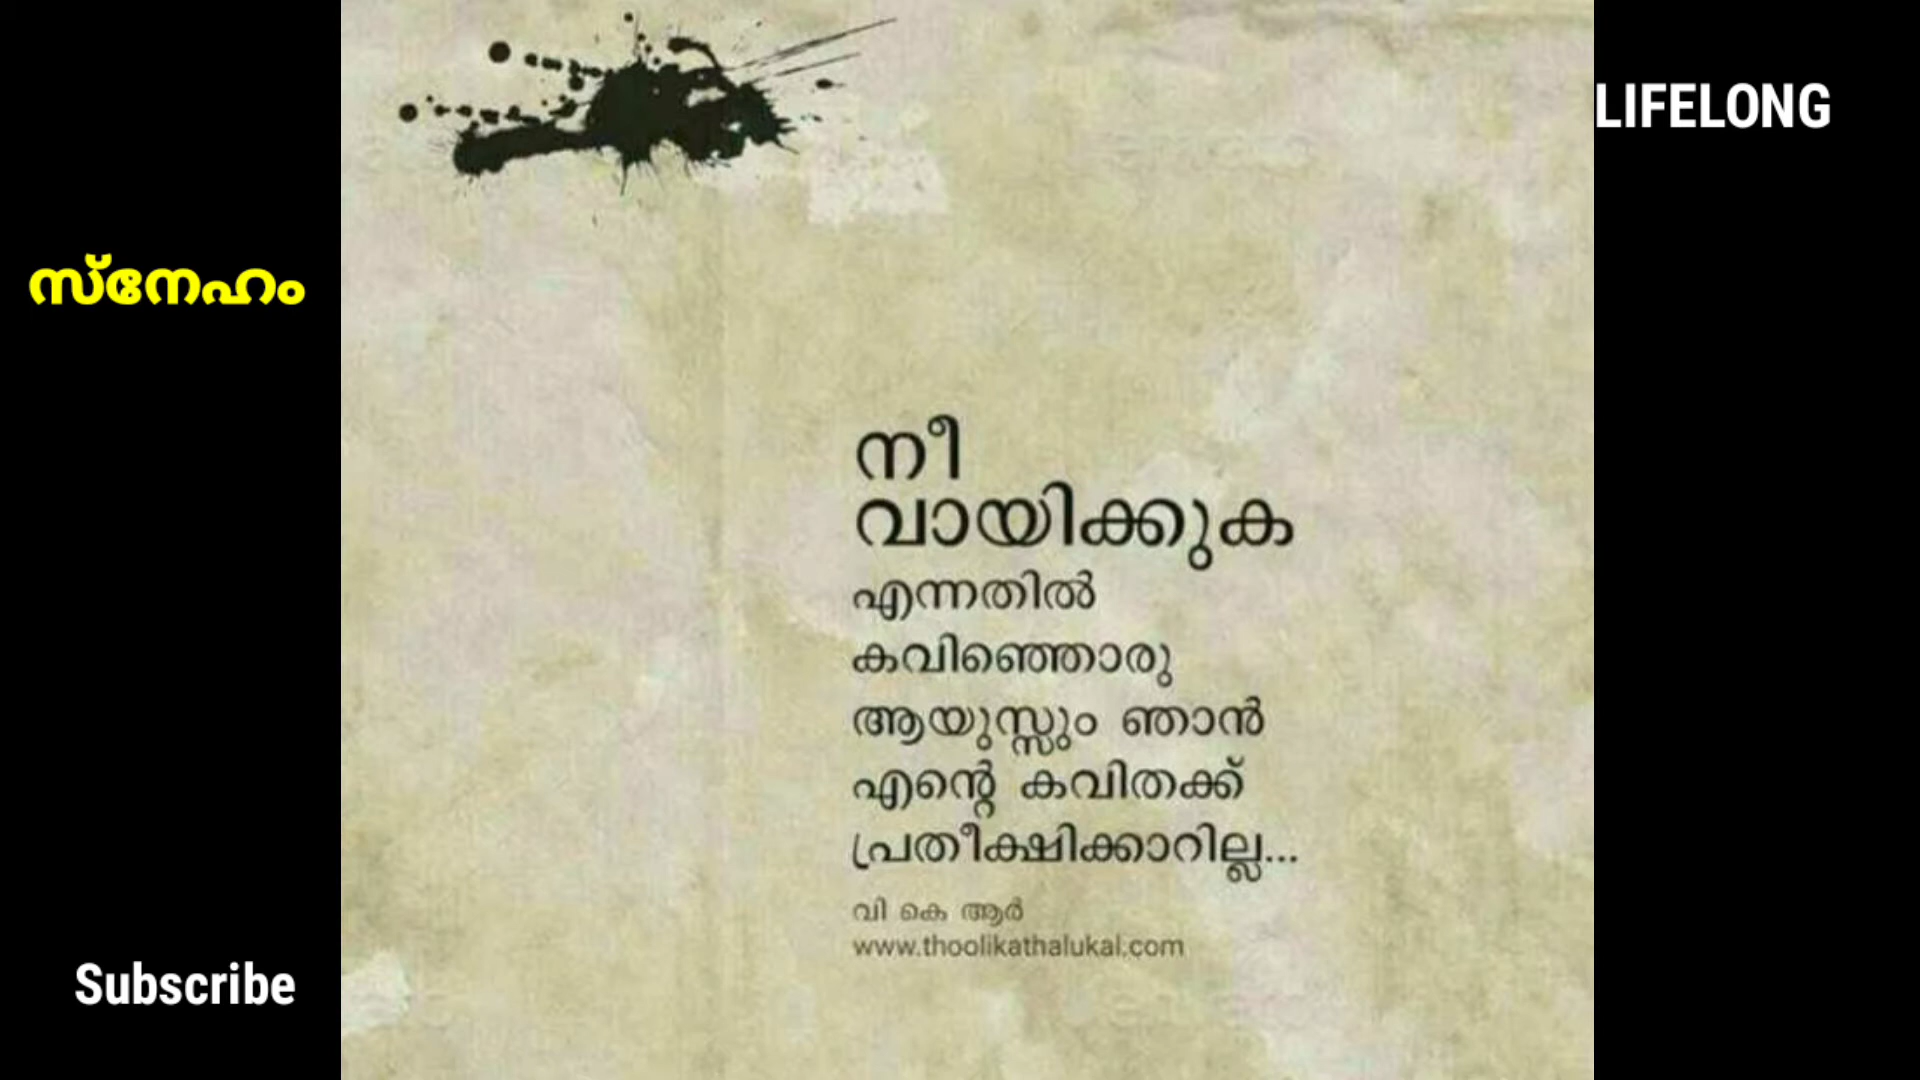 LIFELONG
സ്നേഹം
നീ
വായിക്കുക
എന്നതിൽ
കവിഞ്ഞൊരു
ആയുസ്സും ഞാൻ
എന്റെ കവിതക്ക്
പ്രതീക്ഷിക്കാറില്ല...
വി കെ ആർ
www.thoolikathalukal.com
Subscribe